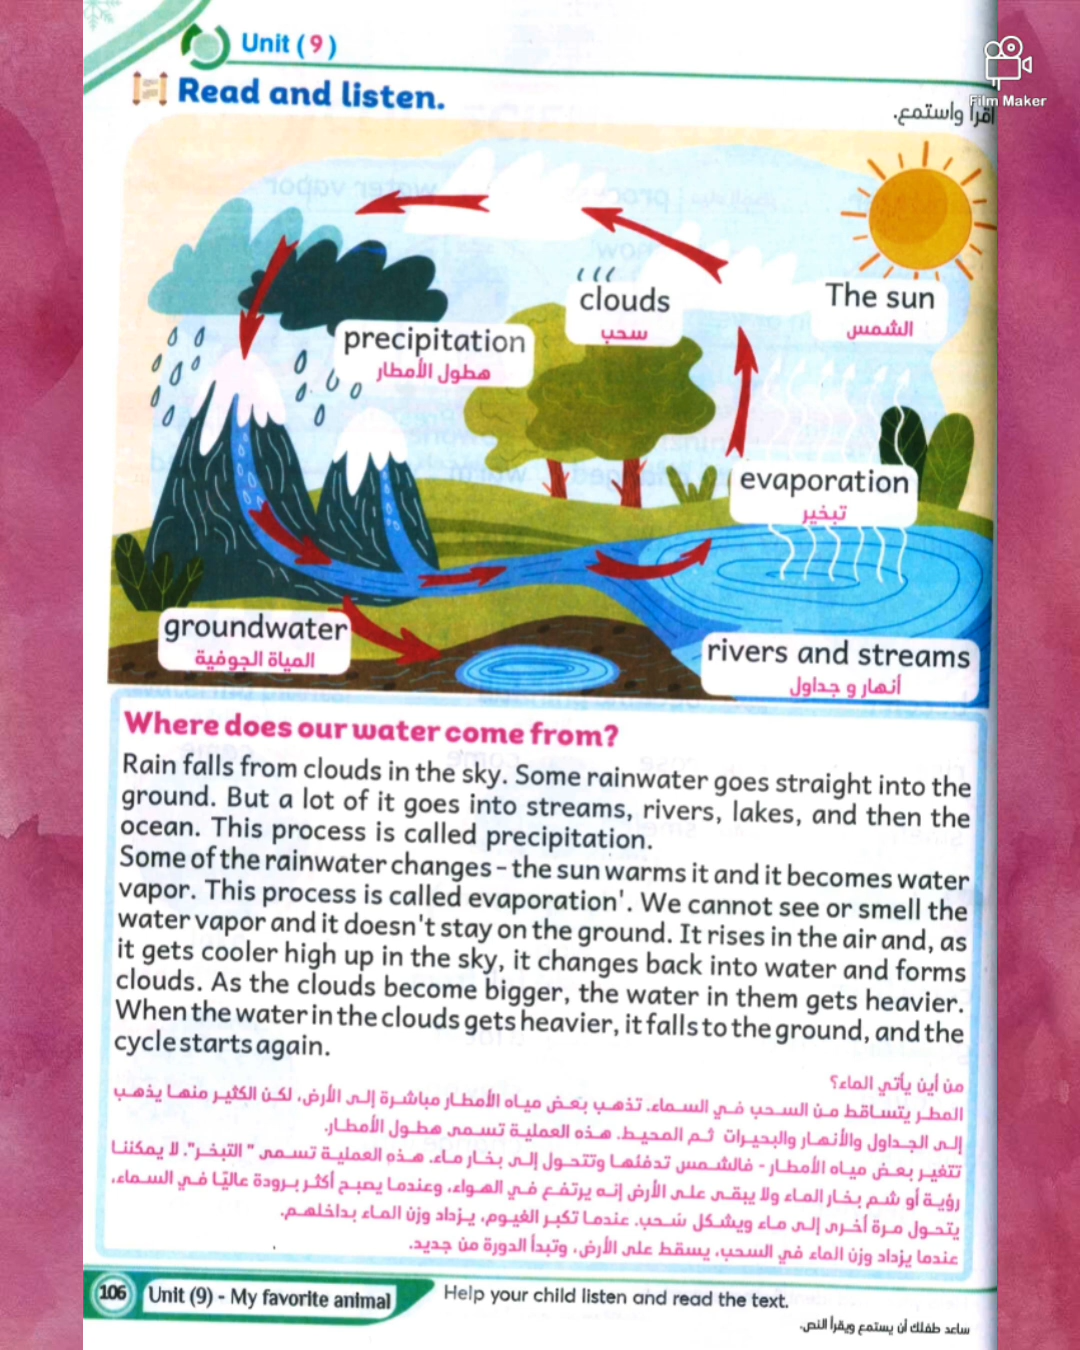 Unit (9)
Read and listen.
Film Maker
اقرأ واستمع.
clouds
سحب
The sun
الشمس
precipitation
هطول الأمطار
evaporation
تبخير
groundwater
المياة الجوفية
rivers and streams
أنهار و جداول
Where does our water come from?
Rain falls from clouds in the sky. Some rainwater goes straight into the
ground. But a lot of it goes into streams, rivers, lakes, and then the
ocean. This process is called precipitation.
Some of the rainwater changes - the sun warms it and it becomes water
vapor. This process is called evaporation'. We cannot see or smell the
water vapor and it doesn't stay on the ground. It rises in the air and, as
it gets cooler high up in the sky, it changes back into water and forms
clouds. As the clouds become bigger, the water in them gets heavier.
When the water in the clouds gets heavier, it falls to the ground, and the
cycle starts again.
من أين يأتي الماء؟
المطر يتساقط من السحب في السماء. تذهب بعض مياه الأمطار مباشرة إلى الأرض، لكن الكثير منها يذهب
إلى الجداول والأنهار والبحيرات ثم المحيط. هذه العملية تسمى هطول الأمطار.
تتغير بعض مياه الأمطار - فالشمس تدفئها وتتحول إلى بخار ماء. هذه العملية تسمى " التبخر". لا يمكننا
رؤية أو شم بخار الماء ولا يبقى على الأرض إنه يرتفع في الهواء، وعندما يصبح أكثر برودة عاليًا في السماء،
يتحول مرة أخرى إلى ماء ويشكل سُحب. عندما تكبر الغيوم، يزداد وزن الماء بداخلهم.
عندما يزداد وزن الماء في السحب، يسقط على الأرض، وتبدأ الدورة من جديد.
106 Unit (9) - My favorite animal
Help your child listen and read the text.
ساعد طفلك أن يستمع ويقرأ النص.